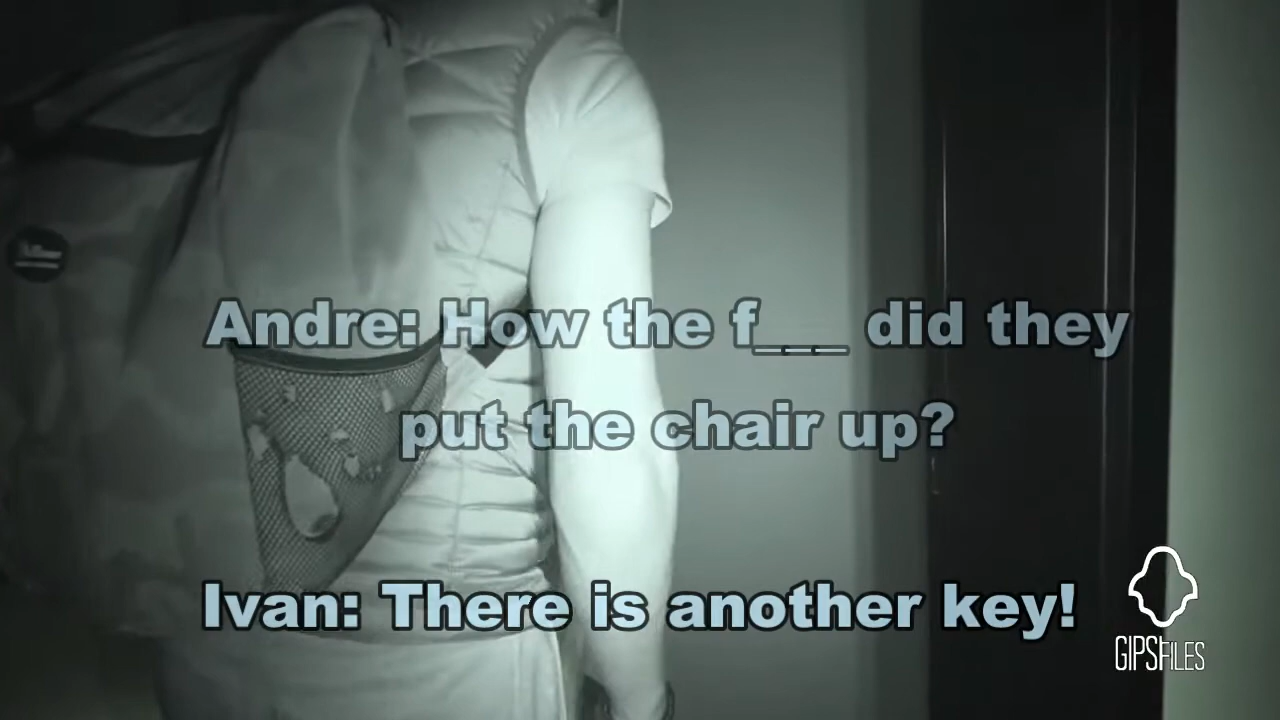 Andre: How the f___ did they
put the chair up?
Ivan: There is another key!
GIPSFILES